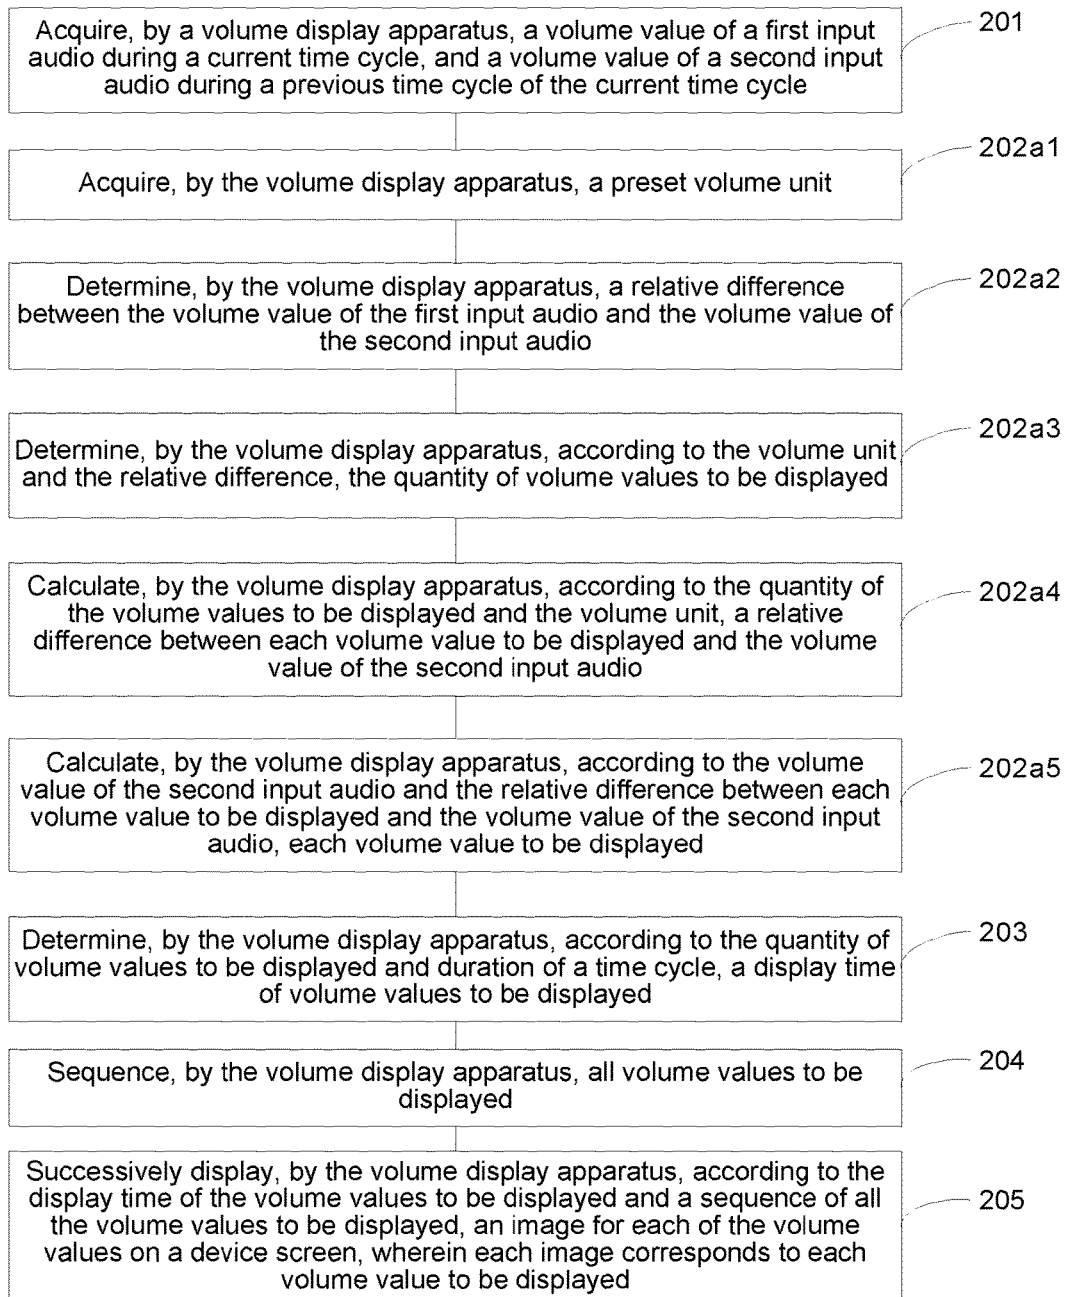 Acquire, by a volume display apparatus, a volume value of a first input
audio during a current time cycle, and a volume value of a second input
audio during a previous time cycle of the current time cycle
201
Acquire, by the volume display apparatus, a preset volume unit
202a1
Determine, by the volume display apparatus, a relative difference
between the volume value of the first input audio and the volume value of
the second input audio
202a2
Determine, by the volume display apparatus, according to the volume unit
and the relative difference, the quantity of volume values to be displayed
202a3
Calculate, by the volume display apparatus, according to the quantity of
the volume values to be displayed and the volume unit, a relative
difference between each volume value to be displayed and the volume
value of the second input audio
202a4
Calculate, by the volume display apparatus, according to the volume
value of the second input audio and the relative difference between each
volume value to be displayed and the volume value of the second input
audio, each volume value to be displayed
202a5
Determine, by the volume display apparatus, according to the quantity of
volume values to be displayed and duration of a time cycle, a display time
of volume values to be displayed
203
Sequence, by the volume display apparatus, all volume values to be
displayed
204
Successively display, by the volume display apparatus, according to the
display time of the volume values to be displayed and a sequence of all
the volume values to be displayed, an image for each of the volume
values on a device screen, wherein each image corresponds to each
volume value to be displayed
205